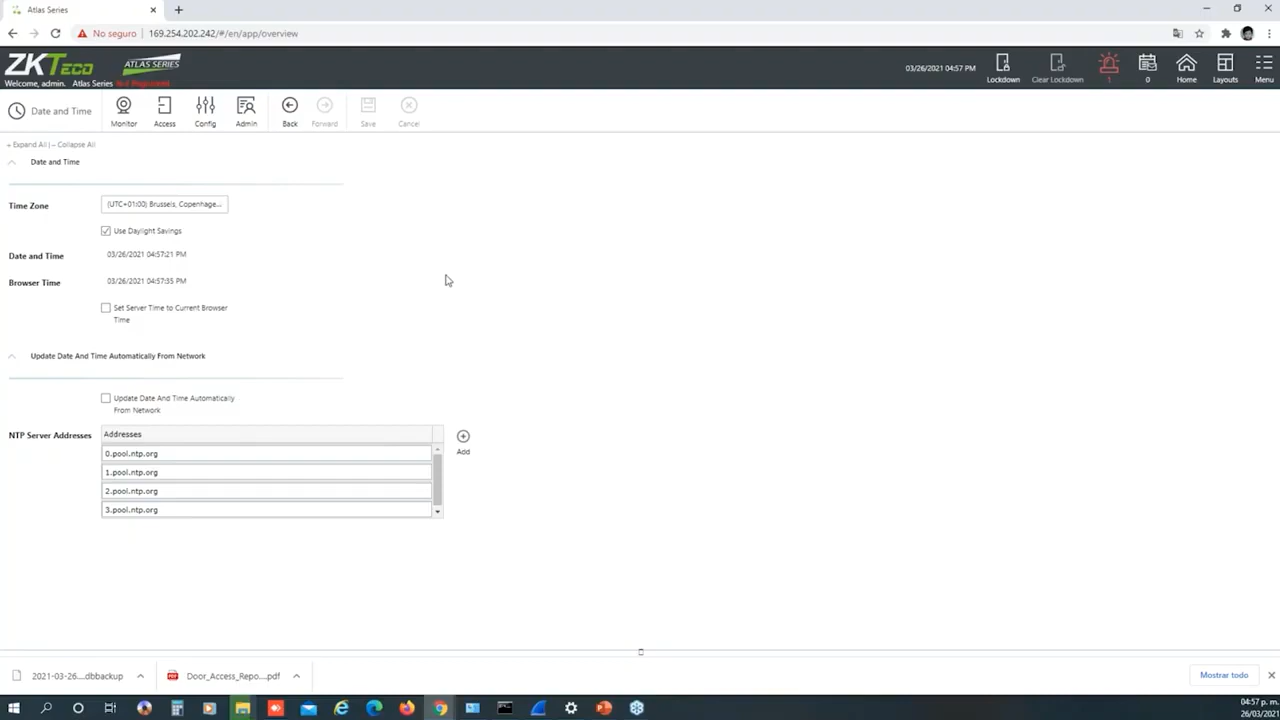 Atlas Series
No seguro
169.254.202.242/#/en/app/overview
ZKTeco
ATLAS SERIES
Welcome, admin. Atlas Series Not Registered
03/26/2021 04:57 PM
Lockdown
Clear Lockdown
1
0
Home
Layouts
Menu
Date and Time
Monitor
Access
Config
Admin
Back
Forward
Save
Cancel
+ Expand All | − Collapse All
Date and Time
Time Zone
(UTC+01:00) Brussels, Copenhage...
Use Daylight Savings
Date and Time
03/26/2021 04:57:21 PM
Browser Time
03/26/2021 04:57:35 PM
Set Server Time to Current Browser
Time
Update Date And Time Automatically From Network
Update Date And Time Automatically
From Network
NTP Server Addresses
Addresses
0.pool.ntp.org
1.pool.ntp.org
2.pool.ntp.org
3.pool.ntp.org
Add
2021-03-26....dbbackup
Door_Access_Repo....pdf
Mostrar todo
04:57 p. m.
26/03/2021